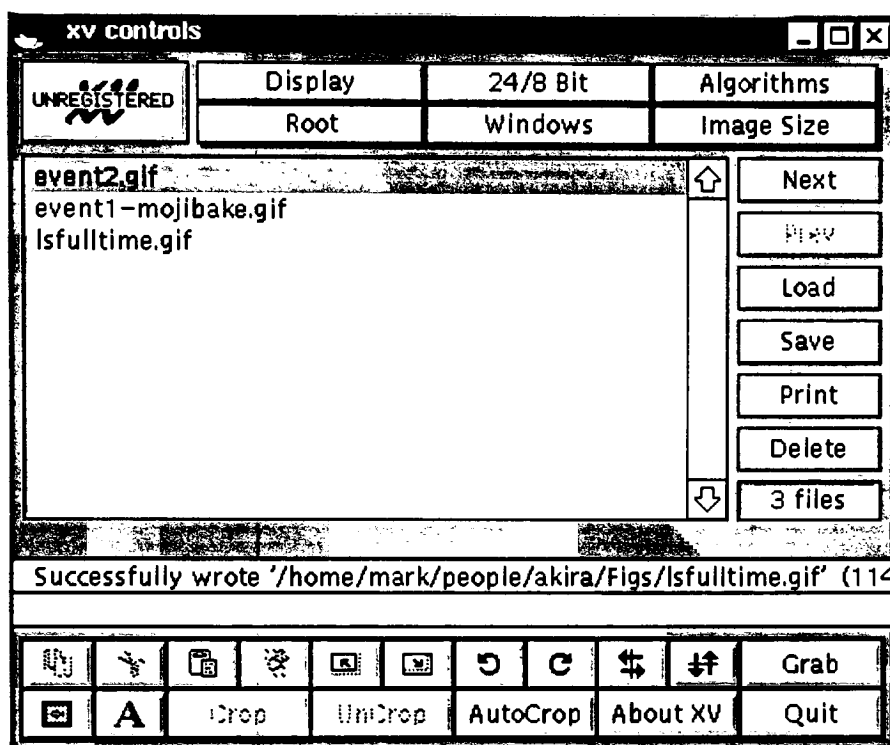 xv controls
UNREGISTERED
Display 24/8 Bit Algorithms
Root Windows Image Size
event2.gif
event1-mojibake.gif
lsfulltime.gif
Next
Prev
Load
Save
Print
Delete
3 files
Successfully wrote '/home/mark/people/akira/Figs/lsfulltime.gif' (114
Grab
A Crop UnCrop AutoCrop About XV Quit